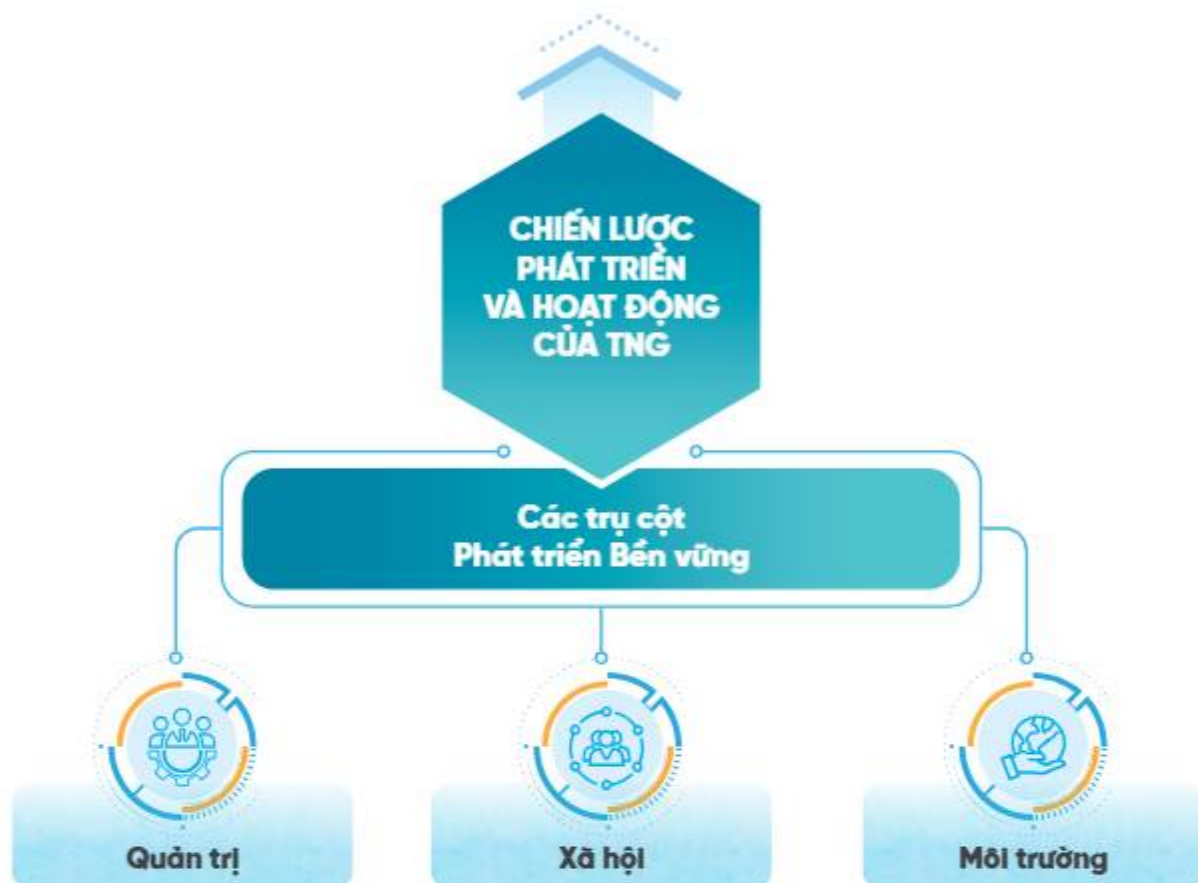 CHIẾN LƯỢC
PHÁT TRIỂN
VÀ HOẠT ĐỘNG
CỦA TNG
Các trụ cột
Phát triển Bền vững
Quản trị
Xã hội
Môi trường